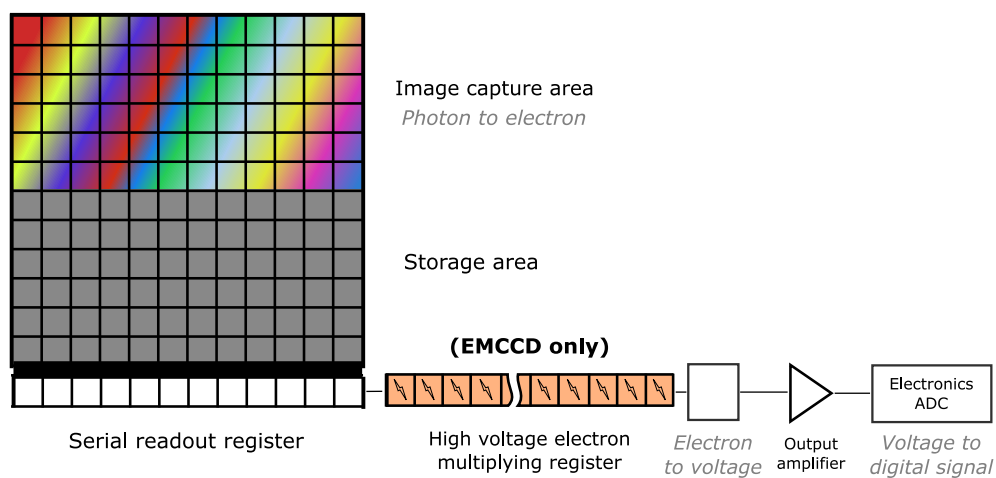 Image capture area
Photon to electron
Storage area
(EMCCD only)
Electronics
ADC
Serial readout register
High voltage electron
multiplying register
Electron
to voltage
Output
amplifier
Voltage to
digital signal